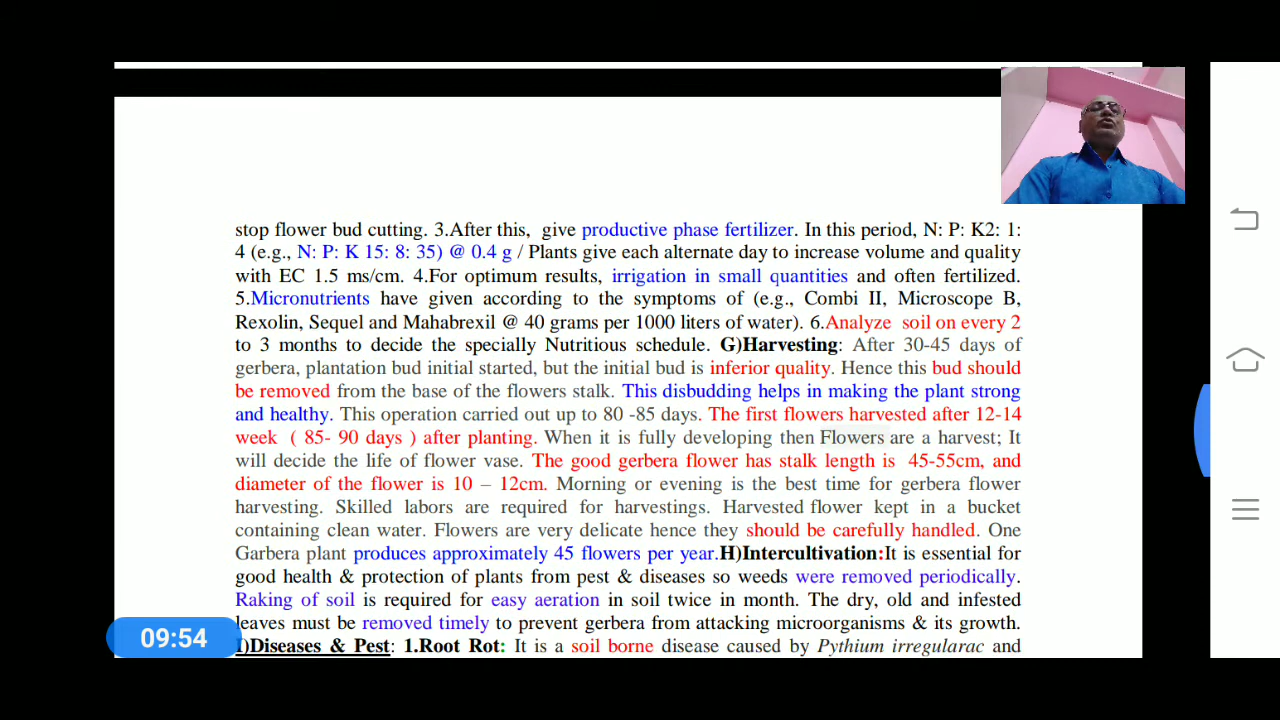 stop flower bud cutting. 3.After this, give productive phase fertilizer. In this period, N: P: K2: 1:
4 (e.g., N: P: K 15: 8: 35) @ 0.4 g / Plants give each alternate day to increase volume and quality
with EC 1.5 ms/cm. 4.For optimum results, irrigation in small quantities and often fertilized.
5.Micronutrients have given according to the symptoms of (e.g., Combi II, Microscope B,
Rexolin, Sequel and Mahabrexil @ 40 grams per 1000 liters of water). 6.Analyze soil on every 2
to 3 months to decide the specially Nutritious schedule. G)Harvesting: After 30-45 days of
gerbera, plantation bud initial started, but the initial bud is inferior quality. Hence this bud should
be removed from the base of the flowers stalk. This disbudding helps in making the plant strong
and healthy. This operation carried out up to 80 -85 days. The first flowers harvested after 12-14
week ( 85- 90 days ) after planting. When it is fully developing then Flowers are a harvest; It
will decide the life of flower vase. The good gerbera flower has stalk length is 45-55cm, and
diameter of the flower is 10 – 12cm. Morning or evening is the best time for gerbera flower
harvesting. Skilled labors are required for harvestings. Harvested flower kept in a bucket
containing clean water. Flowers are very delicate hence they should be carefully handled. One
Garbera plant produces approximately 45 flowers per year.H)Intercultivation:It is essential for
good health & protection of plants from pest & diseases so weeds were removed periodically.
Raking of soil is required for easy aeration in soil twice in month. The dry, old and infested
leaves must be removed timely to prevent gerbera from attacking microorganisms & its growth.
I)Diseases & Pest: 1.Root Rot: It is a soil borne disease caused by Pythium irregularac and
09:54